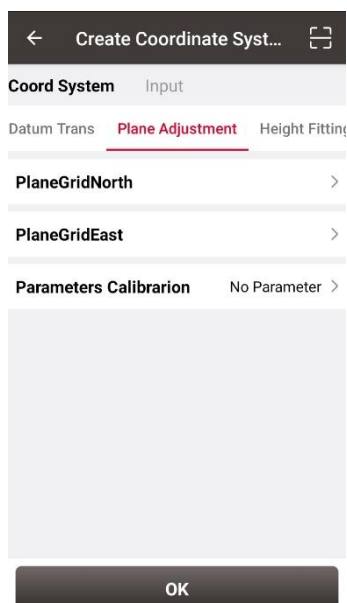 Create Coordinate Syst...
Coord System Input
Datum Trans Plane Adjustment Height Fitting
PlaneGridNorth
PlaneGridEast
Parameters Calibrarion No Parameter
OK